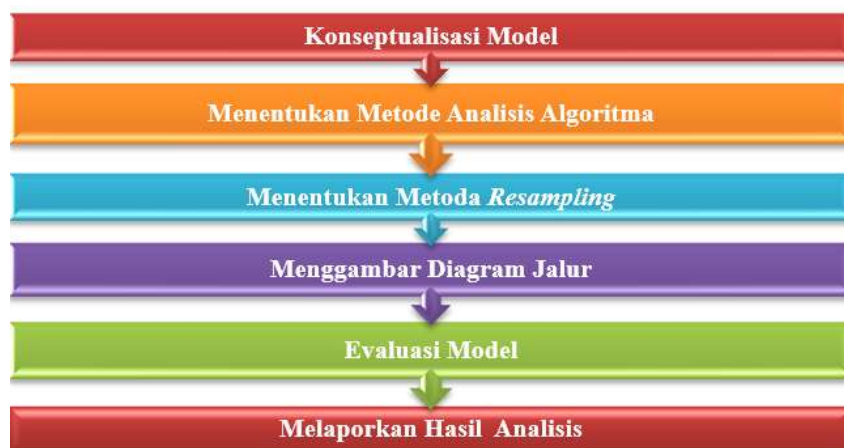 Konseptualisasi Model
Menentukan Metode Analisis Algoritma
Menentukan Metoda Resampling
Menggambar Diagram Jalur
Evaluasi Model
Melaporkan Hasil Analisis